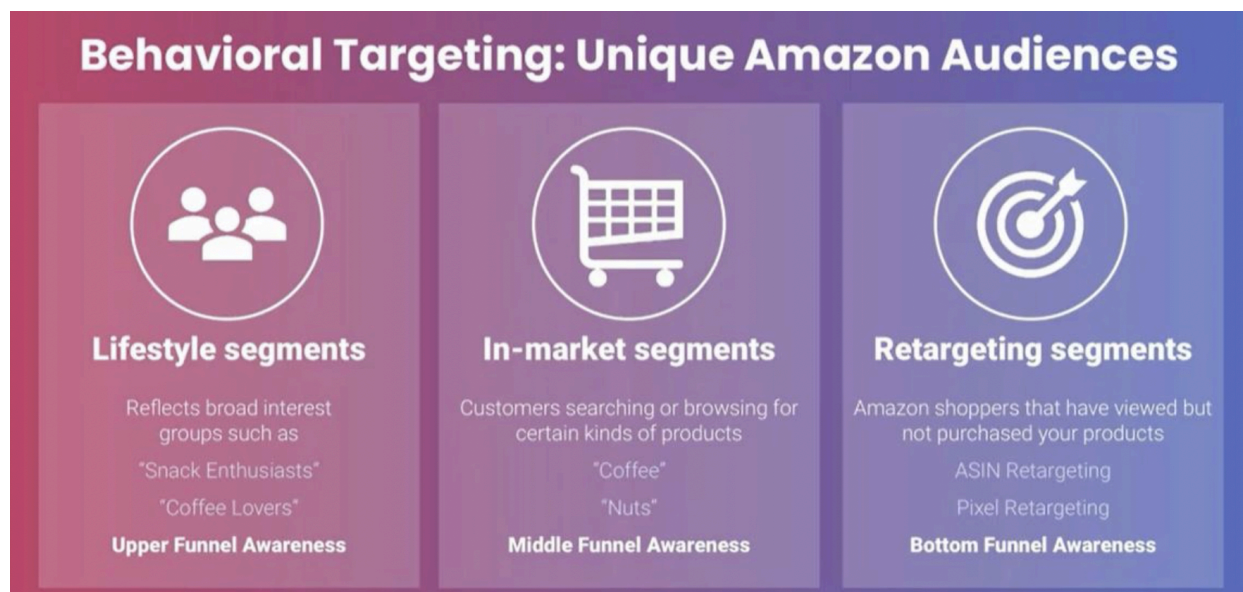 Behavioral Targeting: Unique Amazon Audiences
Lifestyle segments
Reflects broad interest
groups such as
“Snack Enthusiasts”
“Coffee Lovers”
Upper Funnel Awareness
In-market segments
Customers searching or browsing for
certain kinds of products
“Coffee”
“Nuts”
Middle Funnel Awareness
Retargeting segments
Amazon shoppers that have viewed but
not purchased your products
ASIN Retargeting
Pixel Retargeting
Bottom Funnel Awareness